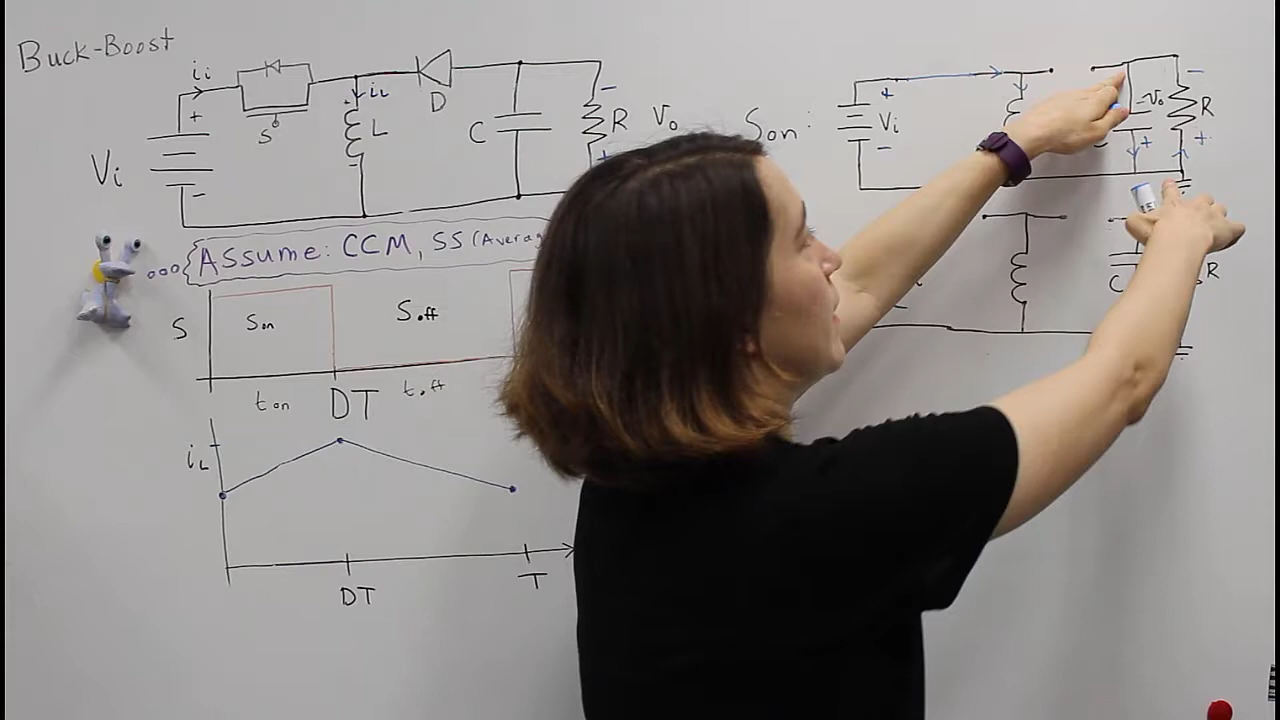 Buck-Boost
ii
+
S
iL
L
D
C
R
-
+
Vo
Vi
-
Assume: CCM, SS (Averag
S
Son
Soff
ton
DT
toff
iL
DT
T
Son:
+
Vi
-
-
-Vo
+
R
+
C
R